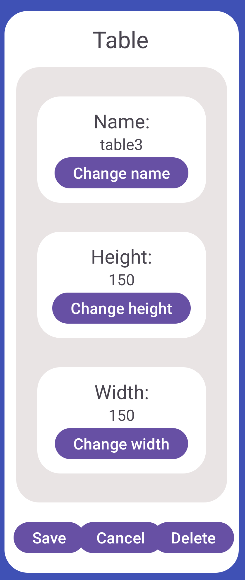 Table
Name:
table3
Change name
Height:
150
Change height
Width:
150
Change width
Save Cancel Delete